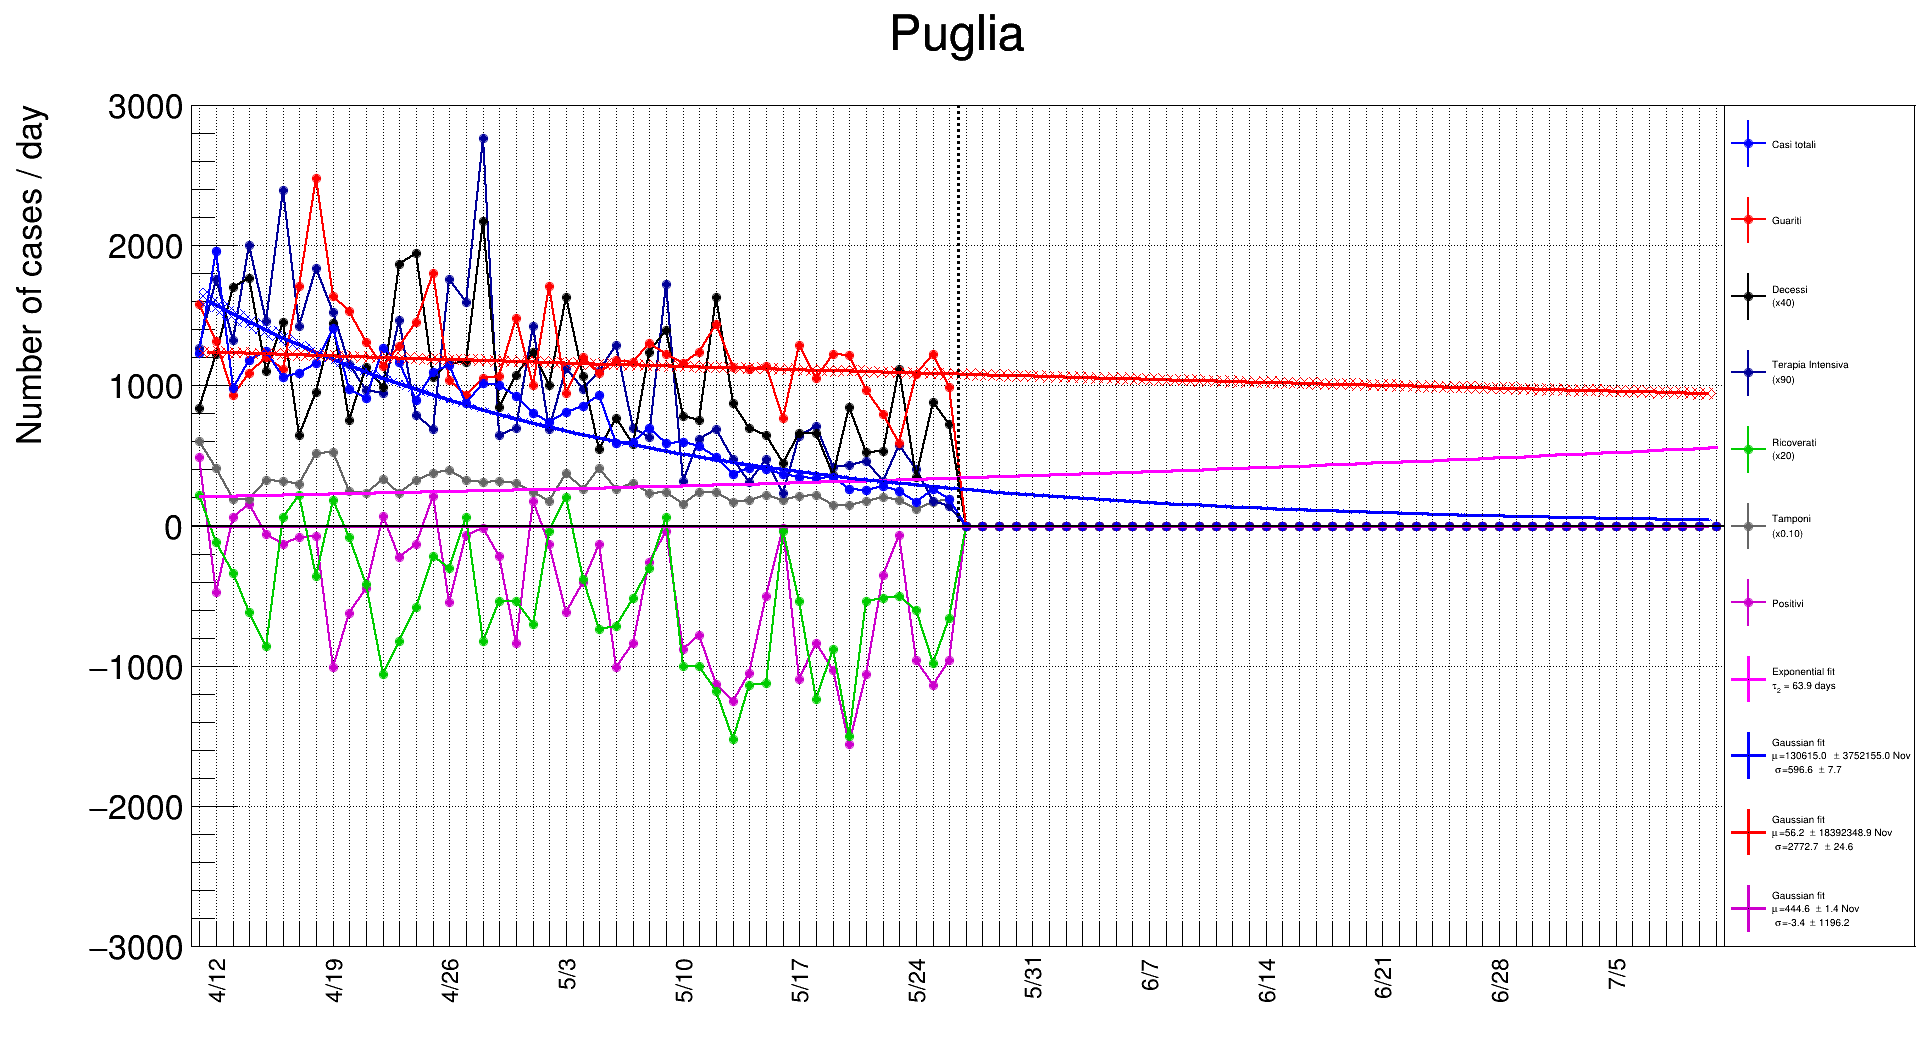 Puglia
Number of cases / day
3000
2000
1000
0
−1000
−2000
−3000
4/12
4/19
4/26
5/3
5/10
5/17
5/24
5/31
6/7
6/14
6/21
6/28
7/5
Casi totali
Guariti
Decessi
(x40)
Terapia Intensiva
(x90)
Ricoverati
(x20)
Tamponi
(x0.10)
Positivi
Exponential fit
τ2 = 63.9 days
Gaussian fit
μ=130615.0 ± 3752155.0 Nov
σ=596.6 ± 7.7
Gaussian fit
μ=56.2 ± 18392348.9 Nov
σ=2772.7 ± 24.6
Gaussian fit
μ=444.6 ± 1.4 Nov
σ=-3.4 ± 1196.2